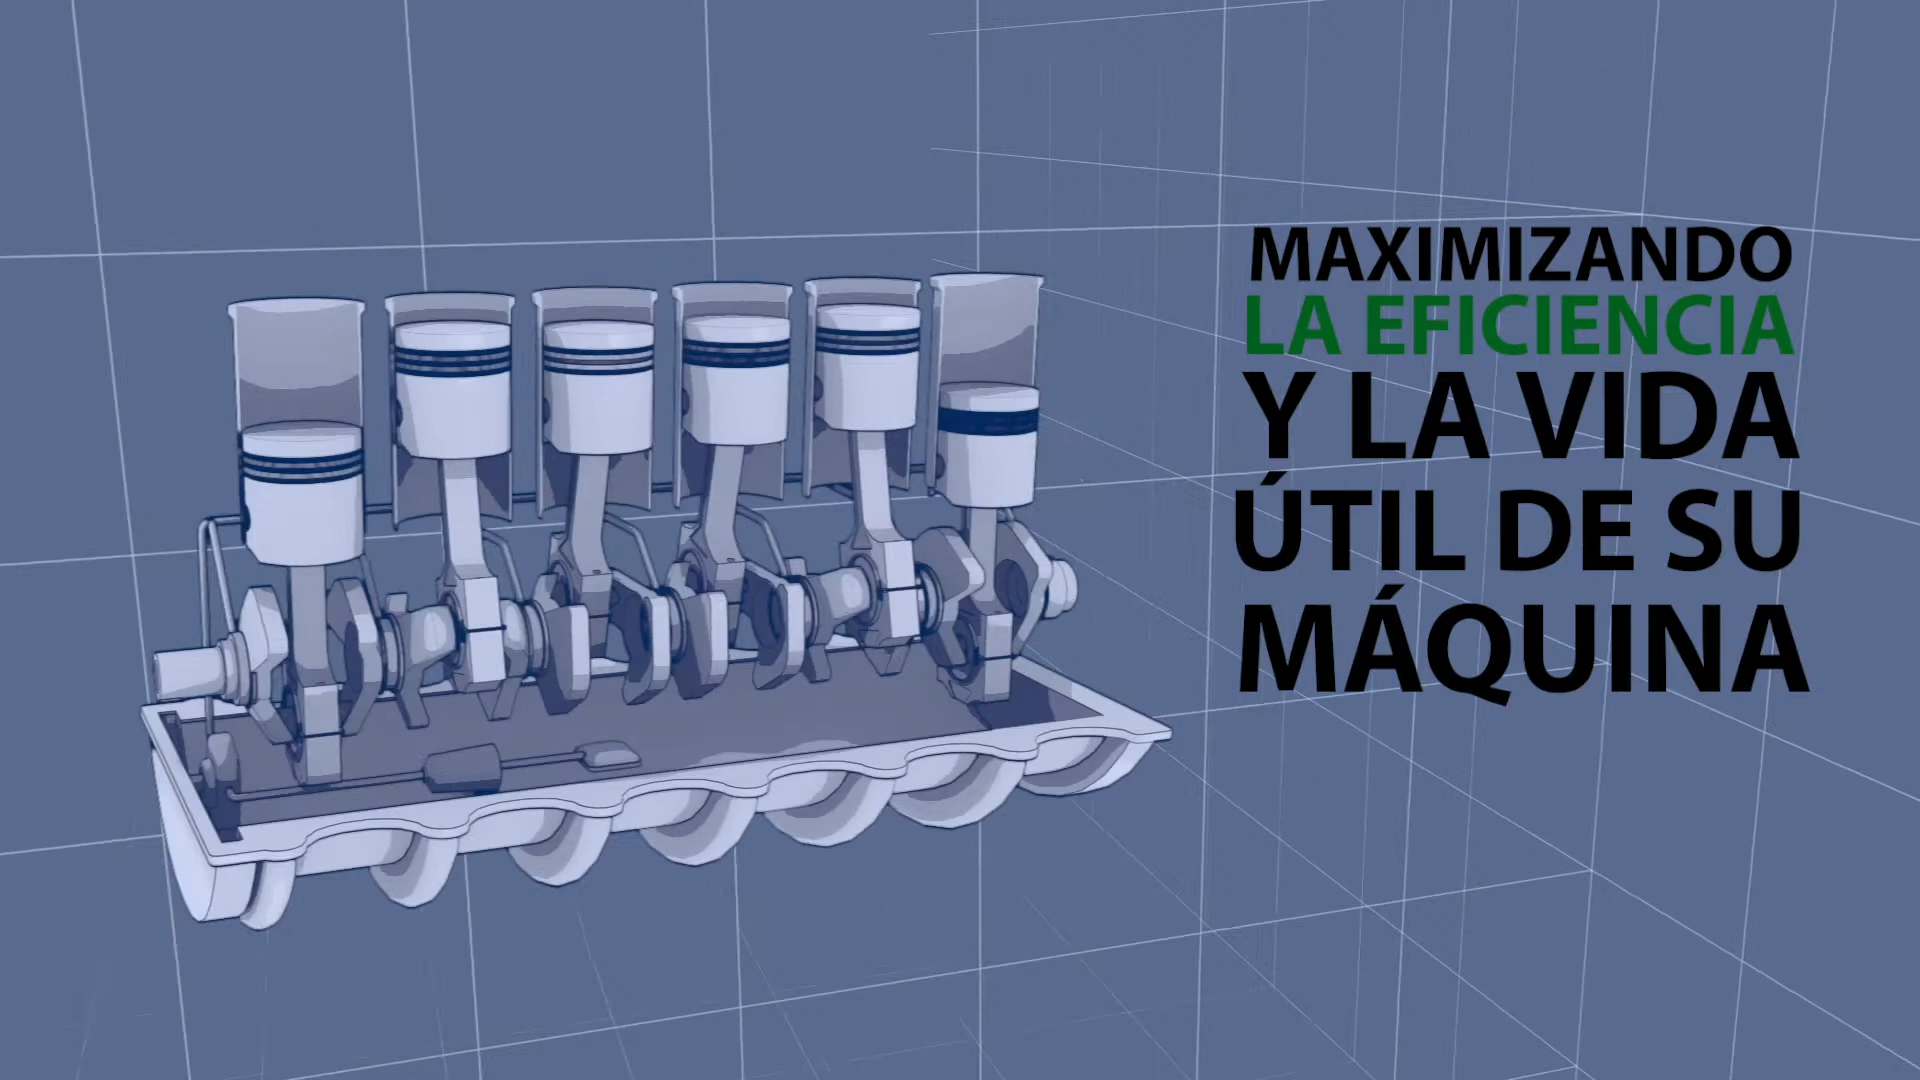 MAXIMIZANDO
LA EFICIENCIA
Y LA VIDA
ÚTIL DE SU
MÁQUINA